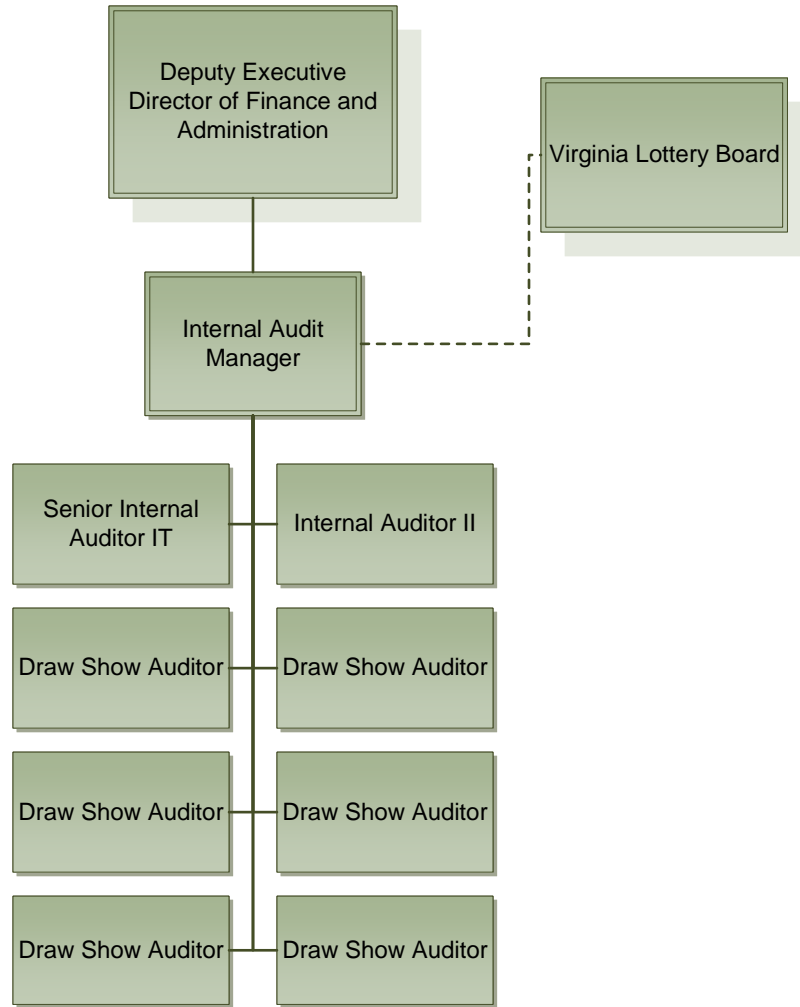 Deputy Executive
Director of Finance and
Administration
Virginia Lottery Board
Internal Audit
Manager
Senior Internal
Auditor IT
Internal Auditor II
Draw Show Auditor
Draw Show Auditor
Draw Show Auditor
Draw Show Auditor
Draw Show Auditor
Draw Show Auditor